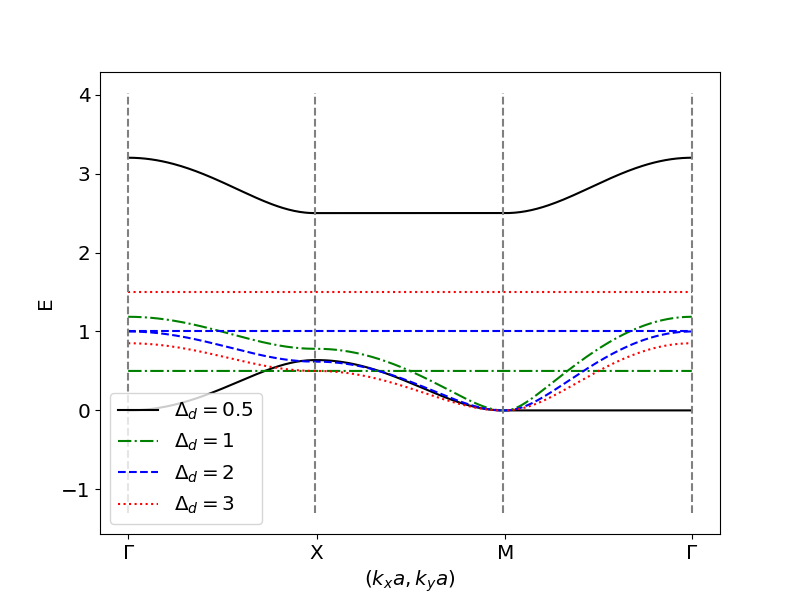 4
3
2
1
0
−1
E
Δ_d = 0.5
Δ_d = 1
Δ_d = 2
Δ_d = 3
Γ X M Γ
(k_x a, k_y a)